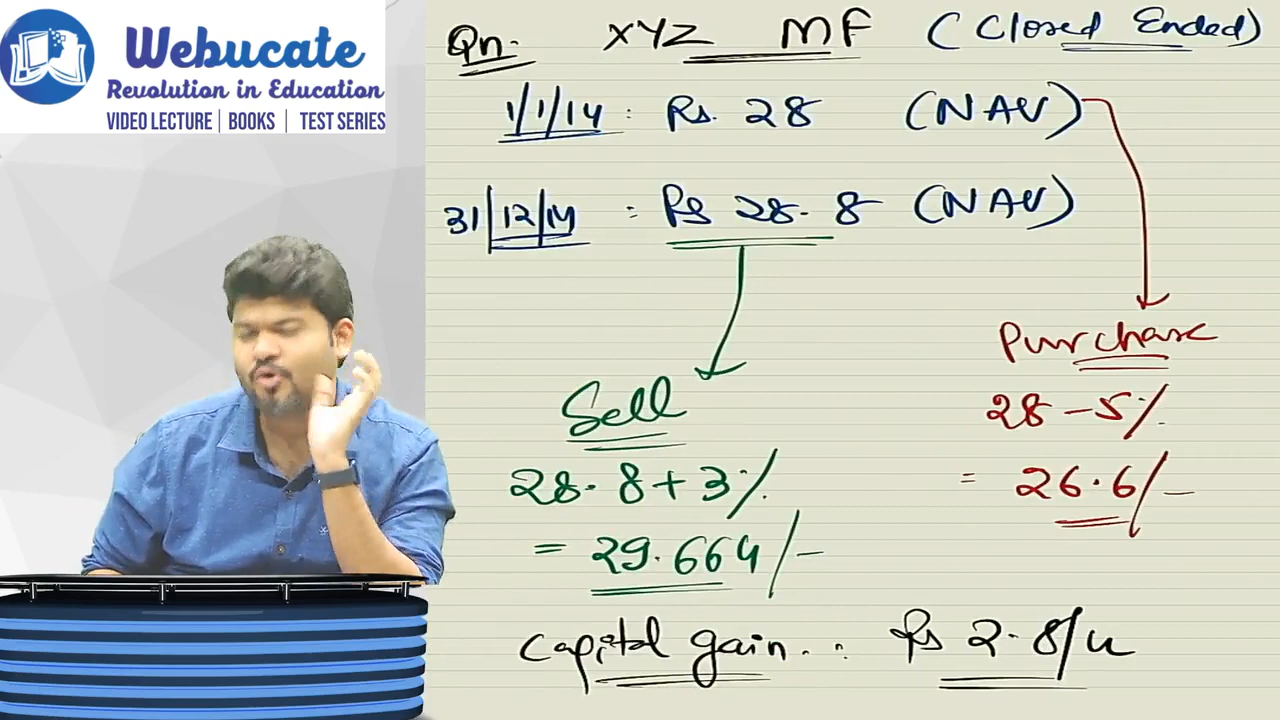 Webucate
Revolution in Education
VIDEO LECTURE | BOOKS | TEST SERIES
Qn. XYZ MF (Closed Ended)
1/1/14 : Rs. 28 (NAV)
31/12/14 : Rs 28.8 (NAV)
Purchase
28 - 5%
= 26.6/-
Sell
28.8 + 3%
= 29.664/-
Capital gain. : Rs 2.8/u